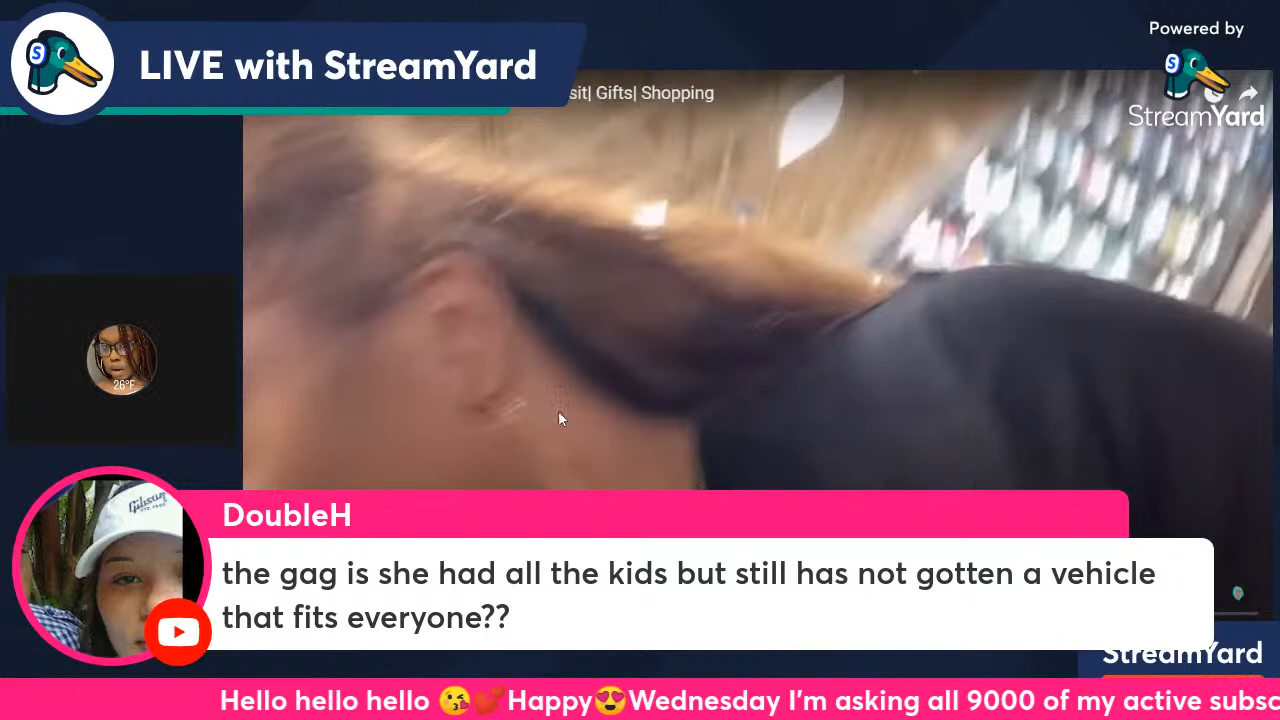 LIVE with StreamYard
Powered by
StreamYard
sit| Gifts| Shopping
26°F
Gibson
DoubleH
the gag is she had all the kids but still has not gotten a vehicle
that fits everyone??
StreamYard
Hello hello hello 😘💕Happy😍Wednesday I'm asking all 9000 of my active subsc